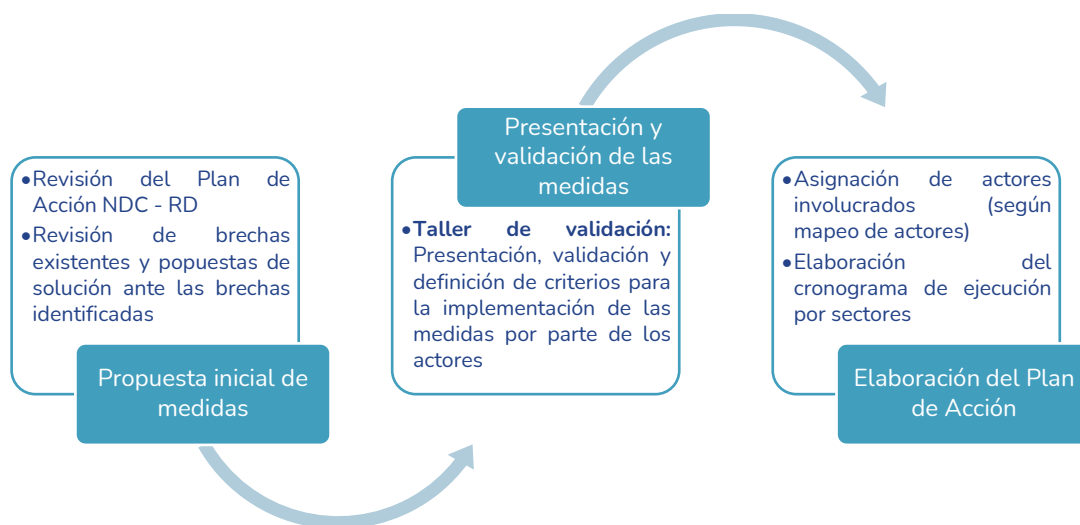 •Revisión del Plan de
Acción NDC - RD
•Revisión de brechas
existentes y popuestas de
solución ante las brechas
identificadas
Propuesta inicial de
medidas
Presentación y
validación de las
medidas
•Taller de validación:
Presentación, validación y
definición de criterios para
la implementación de las
medidas por parte de los
actores
•Asignación de actores
involucrados (según
mapeo de actores)
•Elaboración del
cronograma de ejecución
por sectores
Elaboración del Plan
de Acción